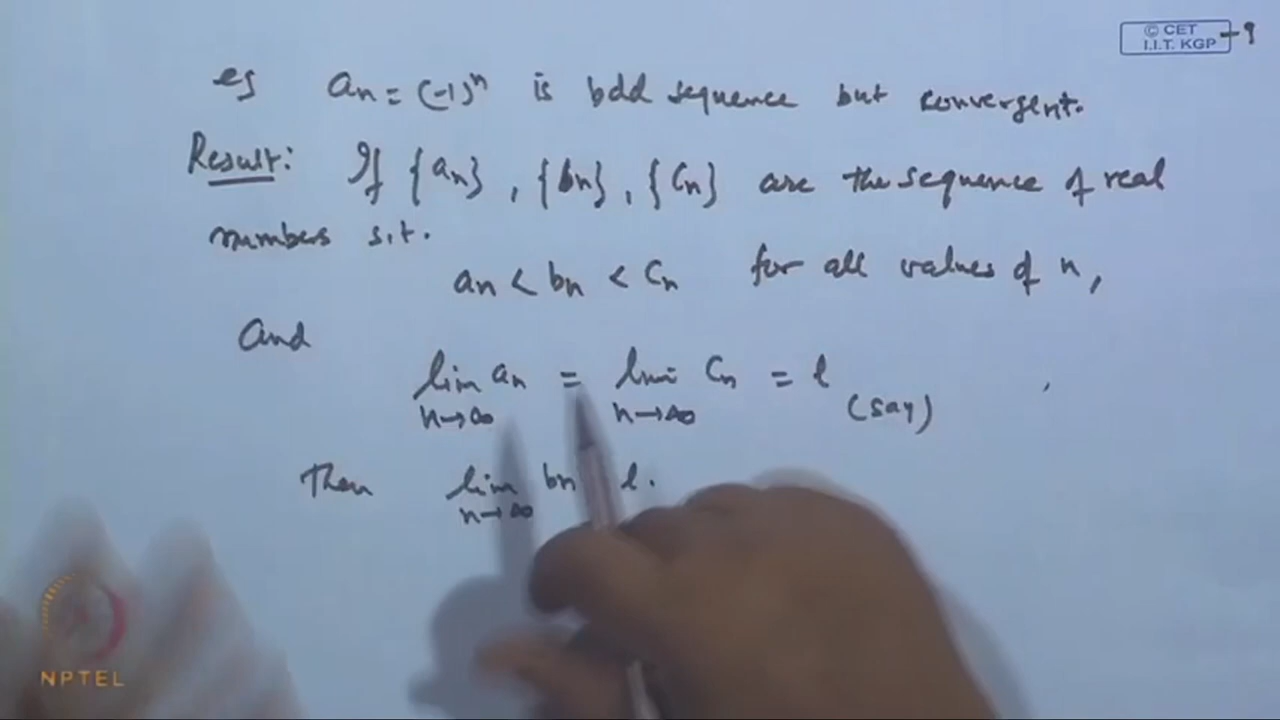 © CET
I.I.T. KGP
-9
eg an = (-1)^n is bdd sequence but convergent.
Result: If {an}, {bn}, {cn} are the sequence of real
numbers s.t.
an < bn < cn for all values of n,
And
lim an = lim cn = l
n→∞ n→∞ (say)
Then lim bn l.
n→∞
NPTEL